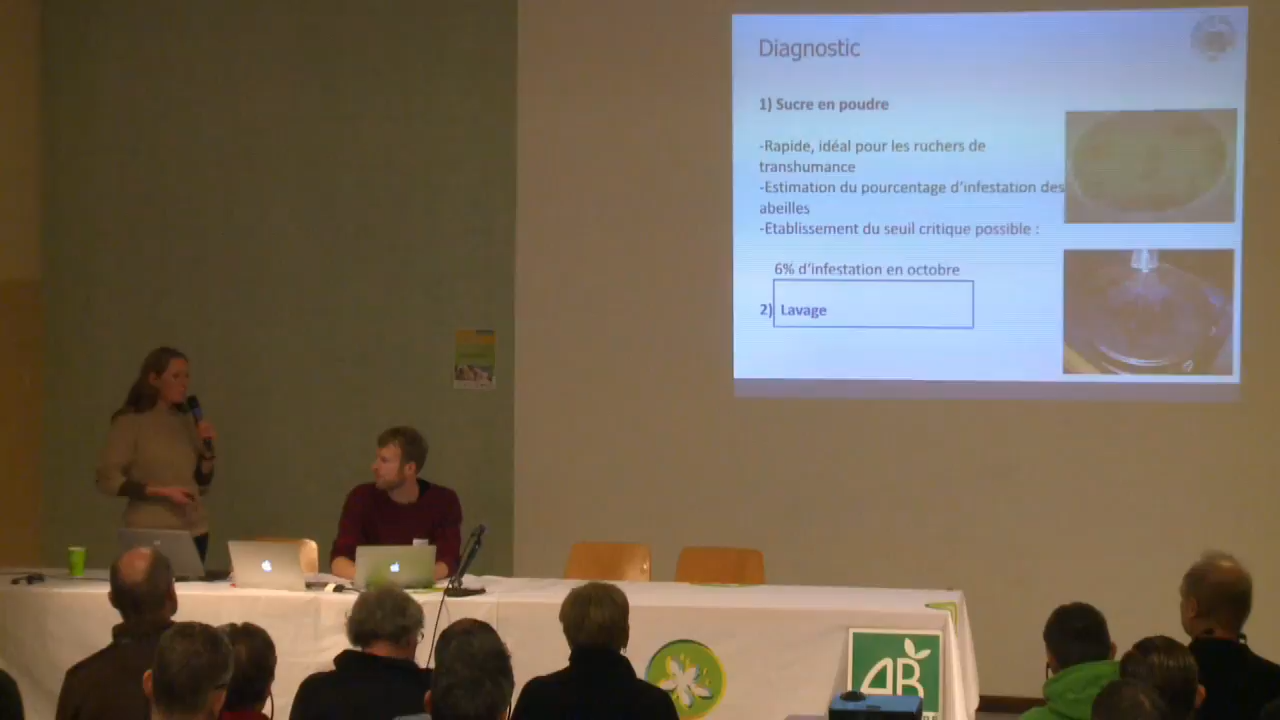 Diagnostic
1) Sucre en poudre
-Rapide, idéal pour les ruchers de
transhumance
-Estimation du pourcentage d'infestation des
abeilles
-Etablissement du seuil critique possible :
6% d'infestation en octobre
2) Lavage
AB